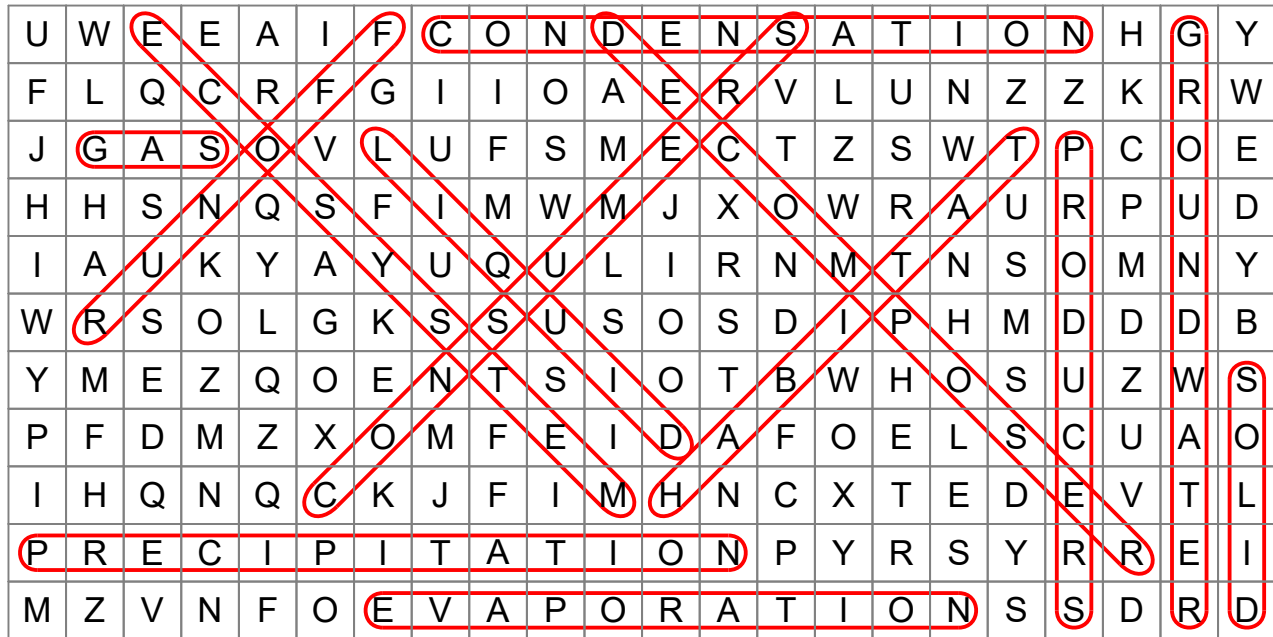 U W E E A I F C O N D E N S A T I O N H G Y
F L Q C R F G I I O A E R V L U N Z Z K R W
J G A S O V L U F S M E C T Z S W T P C O E
H H S N Q S F I M W M J X O W R A U R P U D
I A U K Y A Y U Q U L I R N M T N S O M N Y
W R S O L G K S S U S O S D I P H M D D D B
Y M E Z Q O E N T S I O T B W H O S U Z W S
P F D M Z X O M F E I D A F O E L S C U A O
I H Q N Q C K J F I M H N C X T E D E V T L
P R E C I P I T A T I O N P Y R S Y R R E I
M Z V N F O E V A P O R A T I O N S S D R D